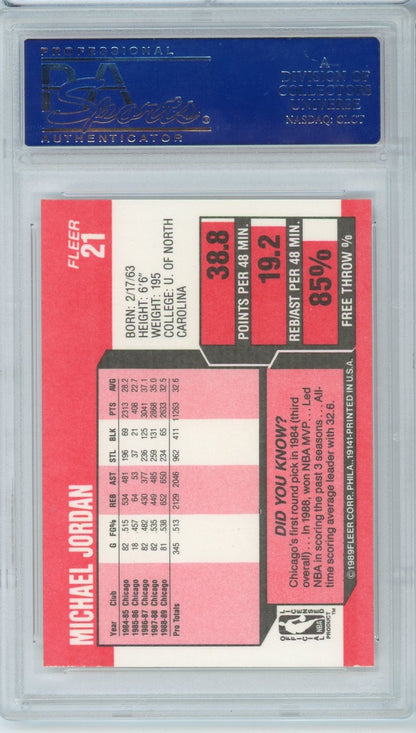 PROFESSIONAL
PSA
Sports
AUTHENTICATOR
A
DIVISION OF
COLLECTORS
UNIVERSE
NASDAQ: CLCT
MICHAEL JORDAN
FLEER
21
BORN: 2/17/63
HEIGHT: 6'6"
WEIGHT: 195
COLLEGE: U. OF NORTH
CAROLINA
38.8
POINTS PER 48 MIN.
19.2
REB/AST PER 48 MIN.
85%
FREE THROW %
Year Club G FG% REB AST STL BLK PTS AVG
1984-85 Chicago 82 .515 534 481 196 69 2313 28.2
1985-86 Chicago 18 .457 64 53 37 21 408 22.7
1986-87 Chicago 82 .482 430 377 236 125 3041 37.1
1987-88 Chicago 82 .535 449 485 259 131 2868 35.0
1988-89 Chicago 81 .538 652 650 234 65 2633 32.5
Pro Totals 345 .513 2129 2046 962 411 11263 32.6
DID YOU KNOW?
Chicago's first round pick in 1984 (third
overall) . . . In 1988, won NBA MVP . . . Led
NBA in scoring the past 3 seasons . . . All-
time scoring average leader with 32.6.
OFFICIAL
LICENSED
NBA
PRODUCT
© 1989 FLEER CORP., PHILA., 19141-PRINTED IN U.S.A.